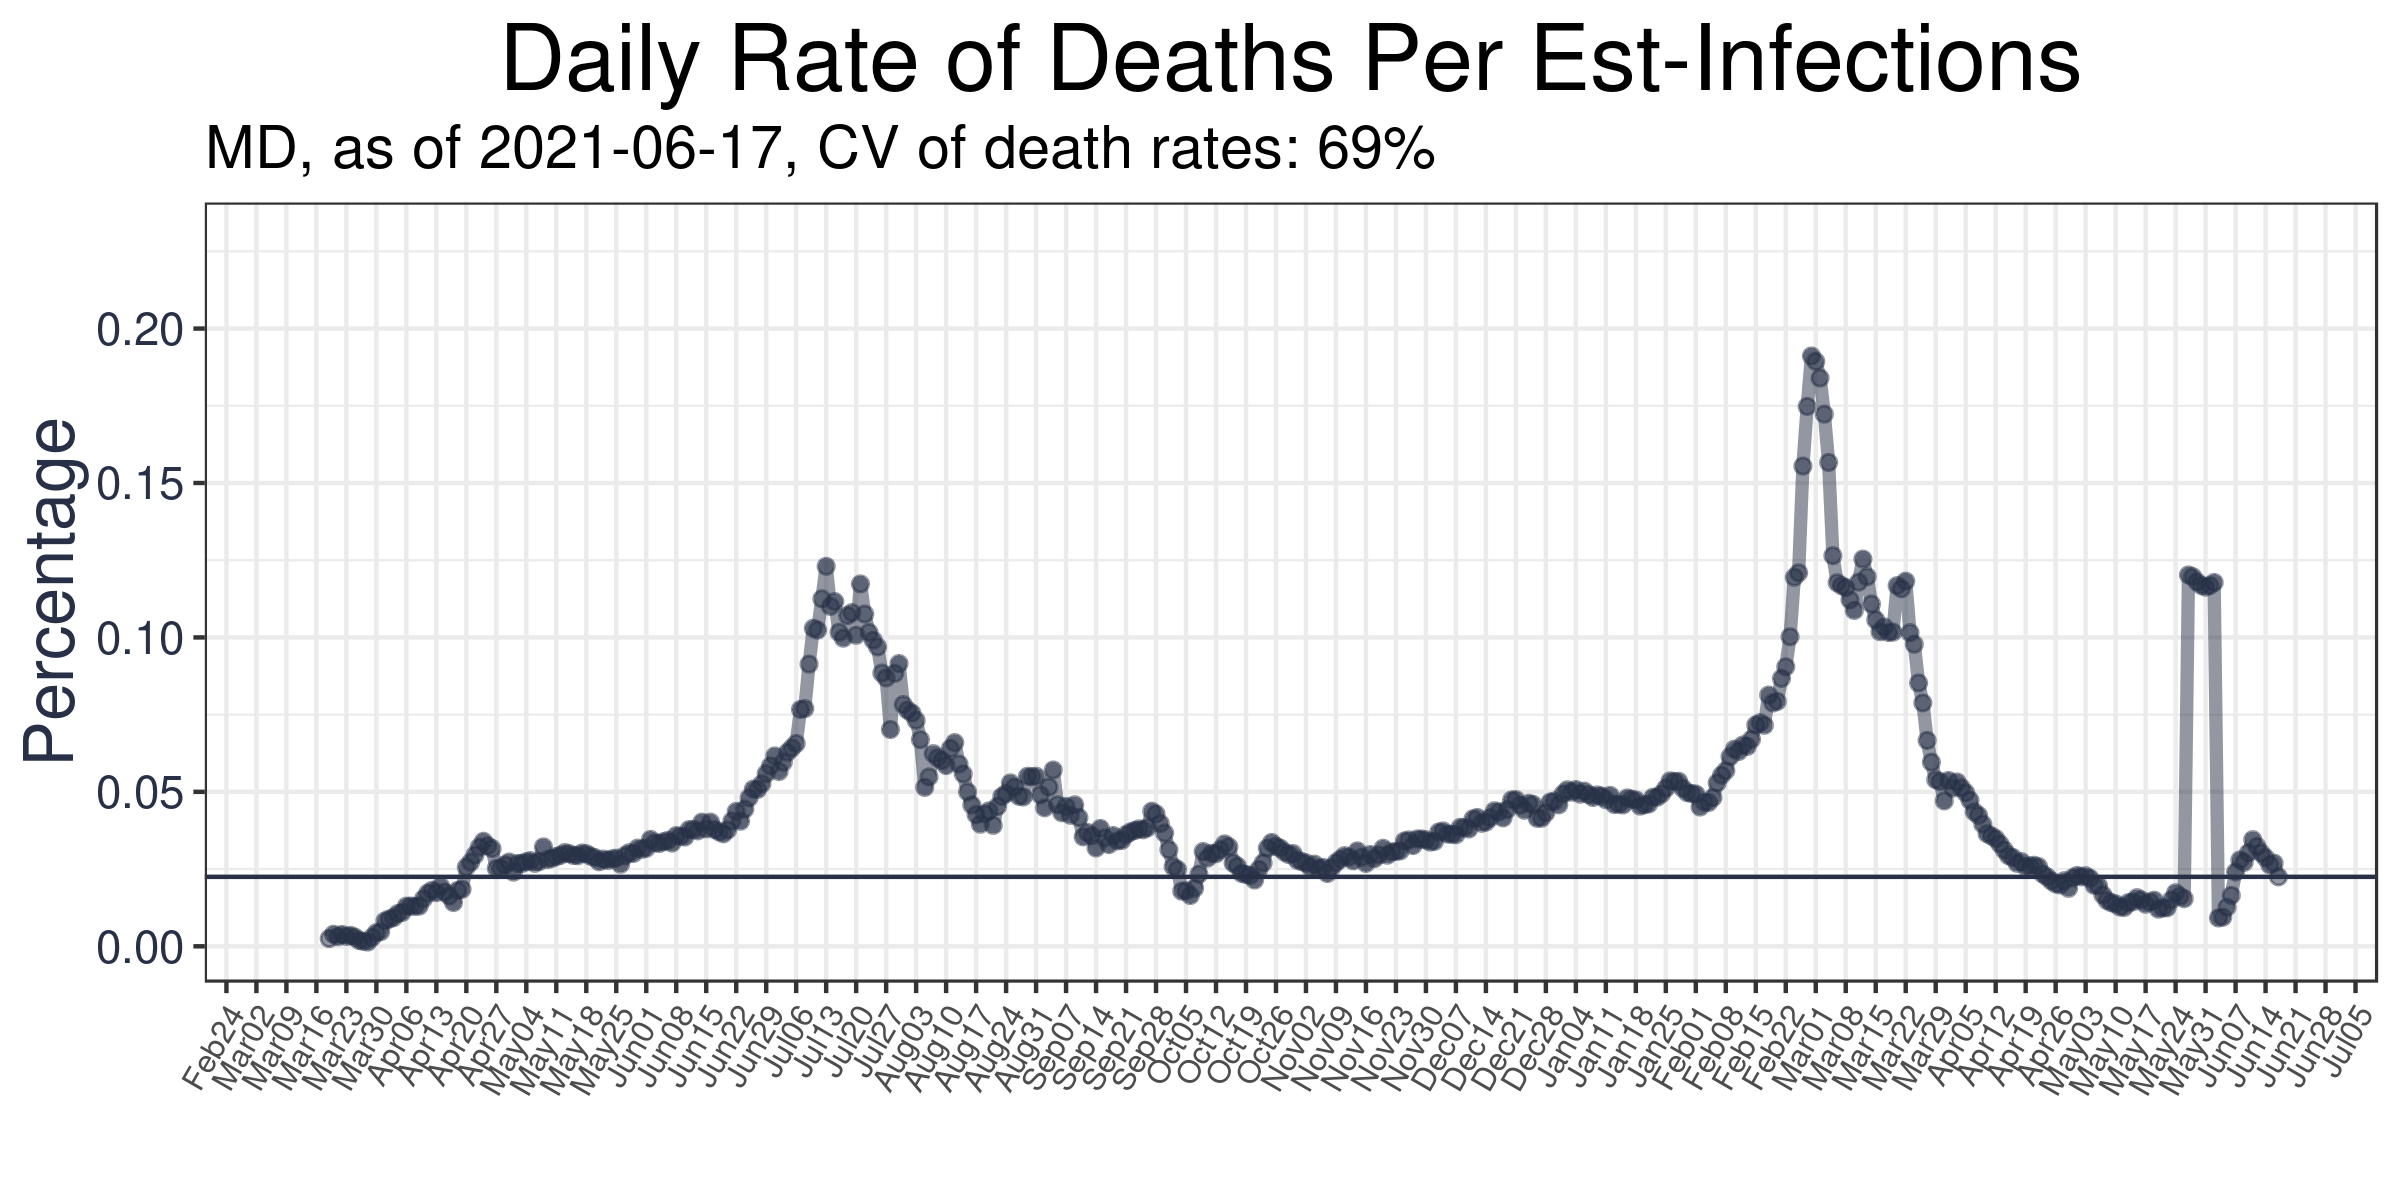 Daily Rate of Deaths Per Est-Infections
MD, as of 2021-06-17, CV of death rates: 69%
Percentage
0.20
0.15
0.10
0.05
0.00
Feb24
Mar02
Mar09
Mar16
Mar23
Mar30
Apr06
Apr13
Apr20
Apr27
May04
May11
May18
May25
Jun01
Jun08
Jun15
Jun22
Jun29
Jul06
Jul13
Jul20
Jul27
Aug03
Aug10
Aug17
Aug24
Aug31
Sep07
Sep14
Sep21
Sep28
Oct05
Oct12
Oct19
Oct26
Nov02
Nov09
Nov16
Nov23
Nov30
Dec07
Dec14
Dec21
Dec28
Jan04
Jan11
Jan18
Jan25
Feb01
Feb08
Feb15
Feb22
Mar01
Mar08
Mar15
Mar22
Mar29
Apr05
Apr12
Apr19
Apr26
May03
May10
May17
May24
May31
Jun07
Jun14
Jun21
Jun28
Jul05